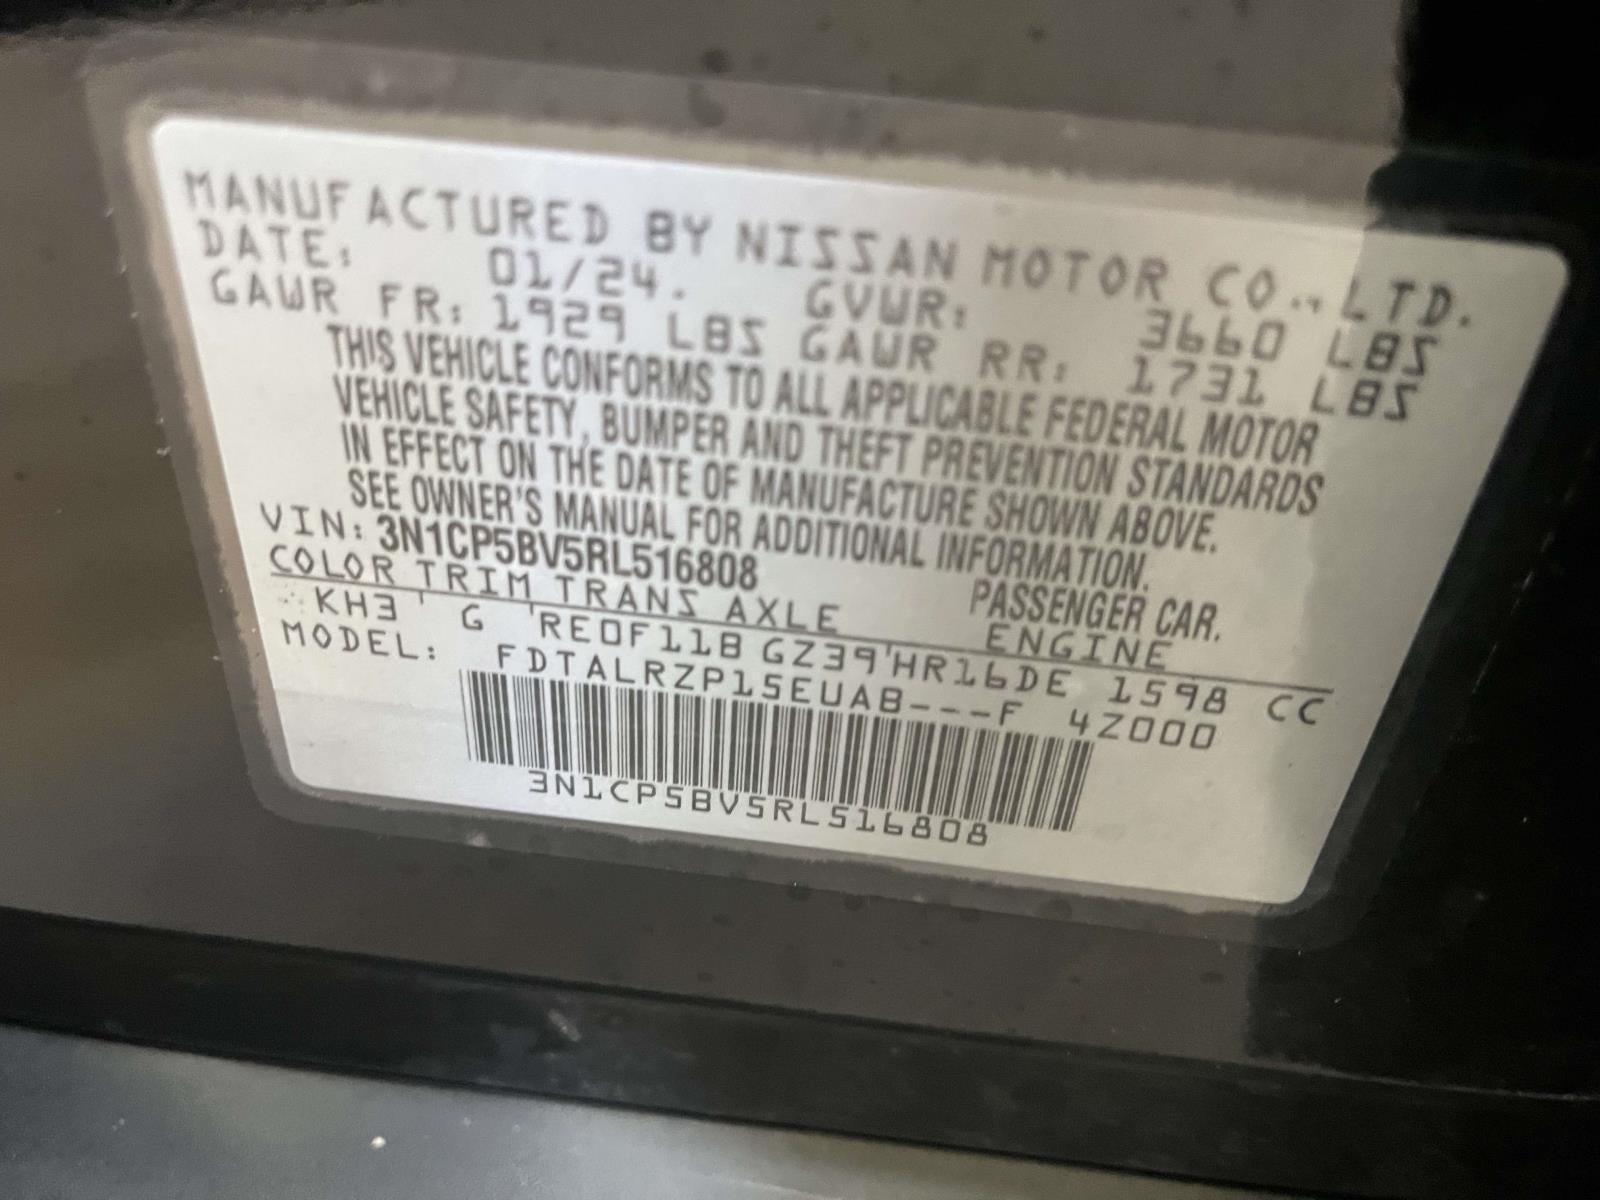 MANUFACTURED BY NISSAN MOTOR CO., LTD.
DATE: 01/24. GVWR: 3660 LBS
GAWR FR: 1929 LBS GAWR RR: 1731 LBS
THIS VEHICLE CONFORMS TO ALL APPLICABLE FEDERAL MOTOR
VEHICLE SAFETY, BUMPER AND THEFT PREVENTION STANDARDS
IN EFFECT ON THE DATE OF MANUFACTURE SHOWN ABOVE.
SEE OWNER'S MANUAL FOR ADDITIONAL INFORMATION.
VIN: 3N1CP5BV5RL516808 PASSENGER CAR.
COLOR TRIM TRANS AXLE ENGINE
KH3 G RE0F11B GZ39 HR16DE 1598 CC
MODEL: FDTALRZP15EUAB---F 4Z000
3N1CP5BV5RL516808